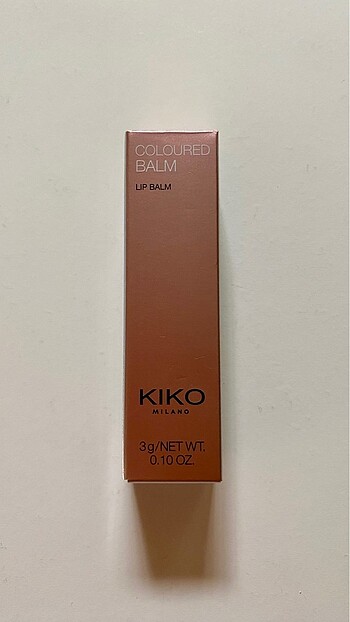 COLOURED
BALM
LIP BALM
KIKO
MILANO
3g/NET WT.
0.10 OZ.